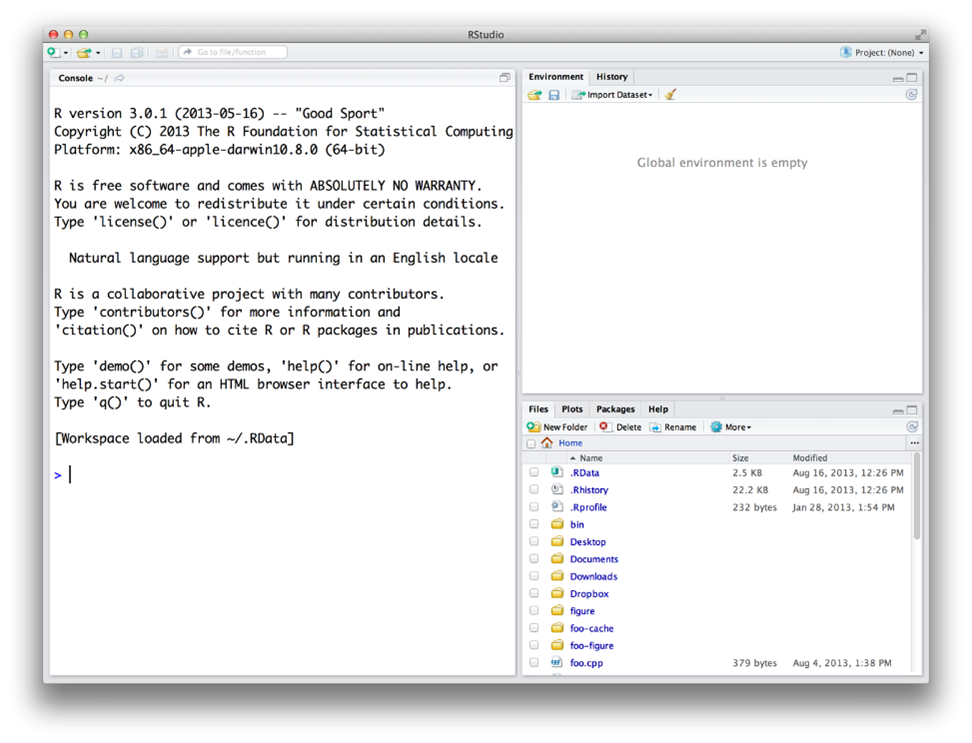 RStudio
Go to file/function
Project: (None)
Console ~/
R version 3.0.1 (2013-05-16) -- "Good Sport"
Copyright (C) 2013 The R Foundation for Statistical Computing
Platform: x86_64-apple-darwin10.8.0 (64-bit)
R is free software and comes with ABSOLUTELY NO WARRANTY.
You are welcome to redistribute it under certain conditions.
Type 'license()' or 'licence()' for distribution details.
Natural language support but running in an English locale
R is a collaborative project with many contributors.
Type 'contributors()' for more information and
'citation()' on how to cite R or R packages in publications.
Type 'demo()' for some demos, 'help()' for on-line help, or
'help.start()' for an HTML browser interface to help.
Type 'q()' to quit R.
[Workspace loaded from ~/.RData]
>
Environment History
Import Dataset
Global environment is empty
Files Plots Packages Help
New Folder Delete Rename More
Home ...
Name Size Modified
.RData 2.5 KB Aug 16, 2013, 12:26 PM
.Rhistory 22.2 KB Aug 16, 2013, 12:26 PM
.Rprofile 232 bytes Jan 28, 2013, 1:54 PM
bin
Desktop
Documents
Downloads
Dropbox
figure
foo-cache
foo-figure
foo.cpp 379 bytes Aug 4, 2013, 1:38 PM